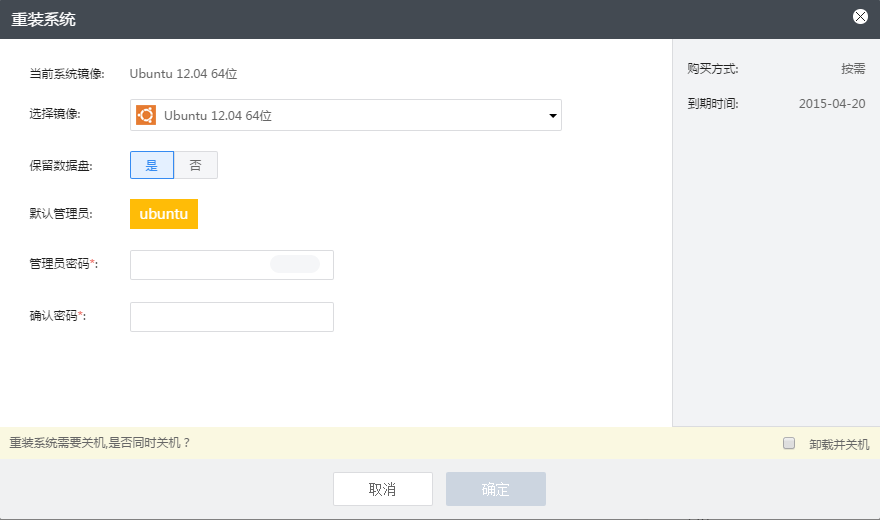 重装系统
当前系统镜像: Ubuntu 12.04 64位
选择镜像: Ubuntu 12.04 64位
保留数据盘: 是 否
默认管理员: ubuntu
管理员密码*:
确认密码*:
购买方式: 按需
到期时间: 2015-04-20
重装系统需要关机,是否同时关机？ 卸载并关机
取消 确定